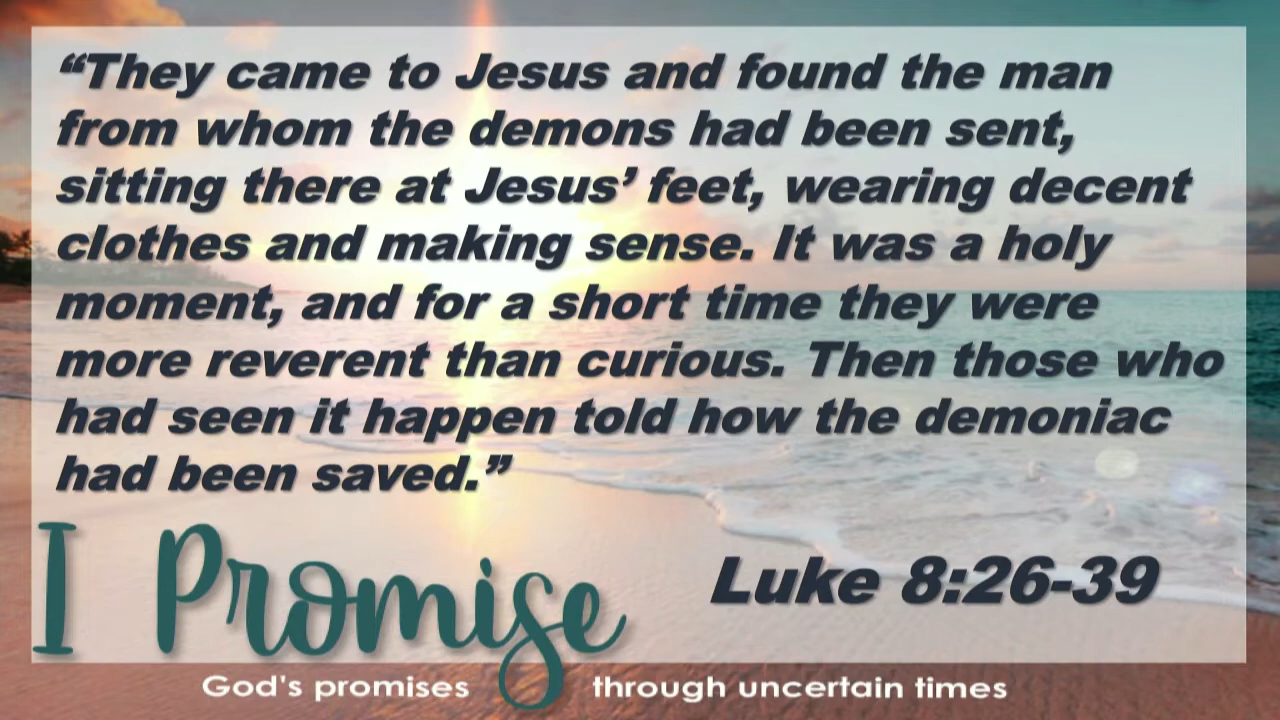 “They came to Jesus and found the man
from whom the demons had been sent,
sitting there at Jesus’ feet, wearing decent
clothes and making sense. It was a holy
moment, and for a short time they were
more reverent than curious. Then those who
had seen it happen told how the demoniac
had been saved.”
I Promise
Luke 8:26-39
God's promises through uncertain times